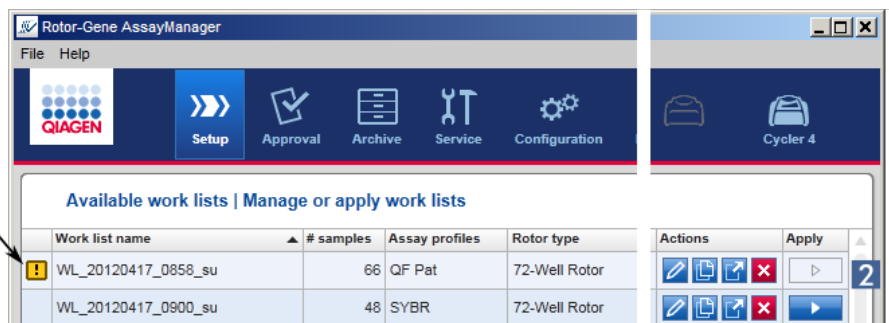 Rotor-Gene AssayManager
File Help
QIAGEN
Setup Approval Archive Service Configuration Cycler 4
Available work lists | Manage or apply work lists
Work list name # samples Assay profiles Rotor type Actions Apply
! WL_20120417_0858_su 66 QF Pat 72-Well Rotor 2
WL_20120417_0900_su 48 SYBR 72-Well Rotor